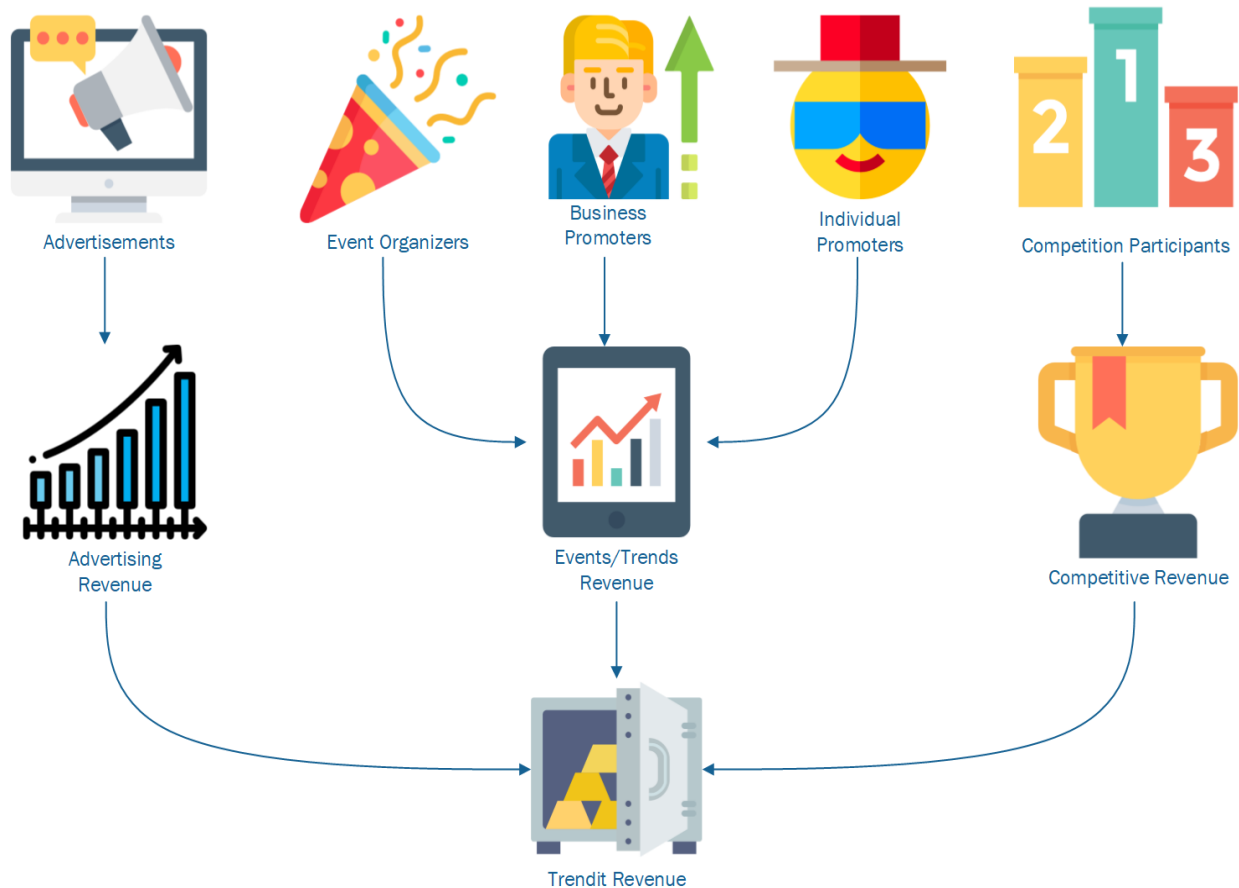 Advertisements
Event Organizers
Business
Promoters
Individual
Promoters
2
1
3
Competition Participants
Advertising
Revenue
Events/Trends
Revenue
Competitive Revenue
Trendit Revenue